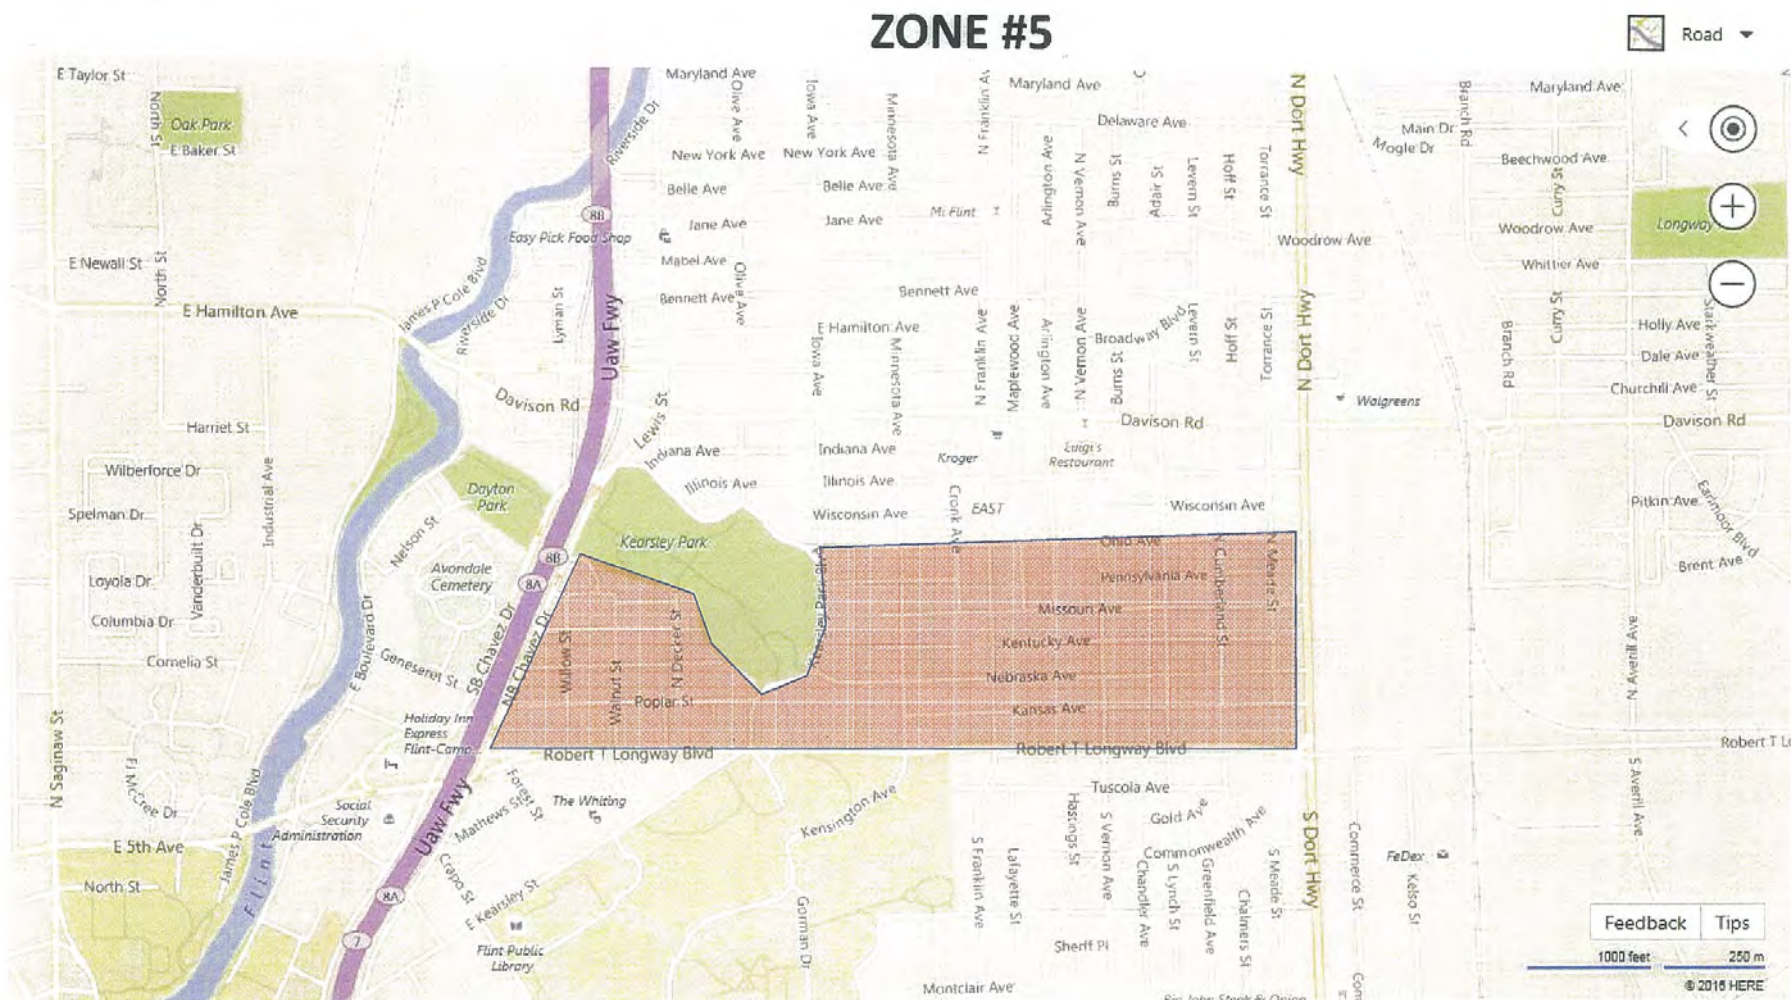 ZONE #5
Road
E Taylor St
North St
Oak Park
E Baker St
Maryland Ave
Olive Ave
Iowa Ave
Minnesota Ave
Maryland Ave
Maryland Ave
Branch Rd
N Dort Hwy
Riverside Dr
Delaware Ave
Main Dr
Mogle Dr
New York Ave
New York Ave
Arlington Ave
N Vernon Ave
Burns St
Adair St
Levern St
Hoff St
Torrance St
Beechwood Ave
Curry St
Belle Ave
Belle Ave
8B
Mi Flint
Jane Ave
Jane Ave
Longway
Easy Pick Food Shop
Woodrow Ave
Woodrow Ave
E Newall St
North St
Mabel Ave
Olive Ave
Whittier Ave
James P Cole Blvd
Riverside Dr
Lyman St
Bennett Ave
Bennett Ave
E Hamilton Ave
Uaw Fwy
E Hamilton Ave
Iowa Ave
Minnesota Ave
N Franklin Ave
Maplewood Ave
Arlington Ave
N Vernon Ave
Broadway Blvd
Burns St
Levern St
Hoff St
Torrance St
N Dort Hwy
Branch Rd
Curry St
Holly Ave
Starkweather St
Dale Ave
Churchill Ave
Davison Rd
Walgreens
Lewis St
Davison Rd
Davison Rd
Harriet St
Indiana Ave
Indiana Ave
Kroger
Luigi's
Restaurant
Wilberforce Dr
Industrial Ave
Dayton
Park
Illinois Ave
Illinois Ave
Cronk Ave
EAST
Wisconsin Ave
Wisconsin Ave
Pitkin Ave
Earlmoor Blvd
Spelman Dr
Vanderbuilt Dr
Nelson St
Kearsley Park
Ohio Ave
N Cumberland St
N Meade St
8B
8A
Avondale
Cemetery
Loyola Dr
Pennsylvania Ave
Brent Ave
Columbia Dr
E Boulevard Dr
SB Chavez Dr
NB Chavez Dr
Willow St
Walnut St
N Decker St
Missouri Ave
N Averill Ave
Cornelia St
Geneseret St
Kentucky Ave
Nebraska Ave
Poplar St
Kansas Ave
N Saginaw St
Holiday Inn
Express
Flint-Camp...
Robert T Longway Blvd
Robert T Longway Blvd
Robert T Lo
S Averill Ave
Forest St
Mathews St
The Whiting
Tuscola Ave
Social
Security
Administration
Uaw Fwy
Kensington Ave
Hastings St
S Vernon Ave
Gold Ave
Commonwealth Ave
S Dort Hwy
Commerce St
E 5th Ave
James P Cole Blvd
Flint
Crapo St
S Franklin Ave
Lafayette St
Chandler Ave
S Lynch St
Greenfield Ave
Chalmers St
S Meade St
FeDex
Kelso St
North St
8A
E Kearsley St
Gorman Dr
7
Flint Public
Library
Sherff Pl
Feedback
Tips
1000 feet
250 m
Montclair Ave
© 2016 HERE